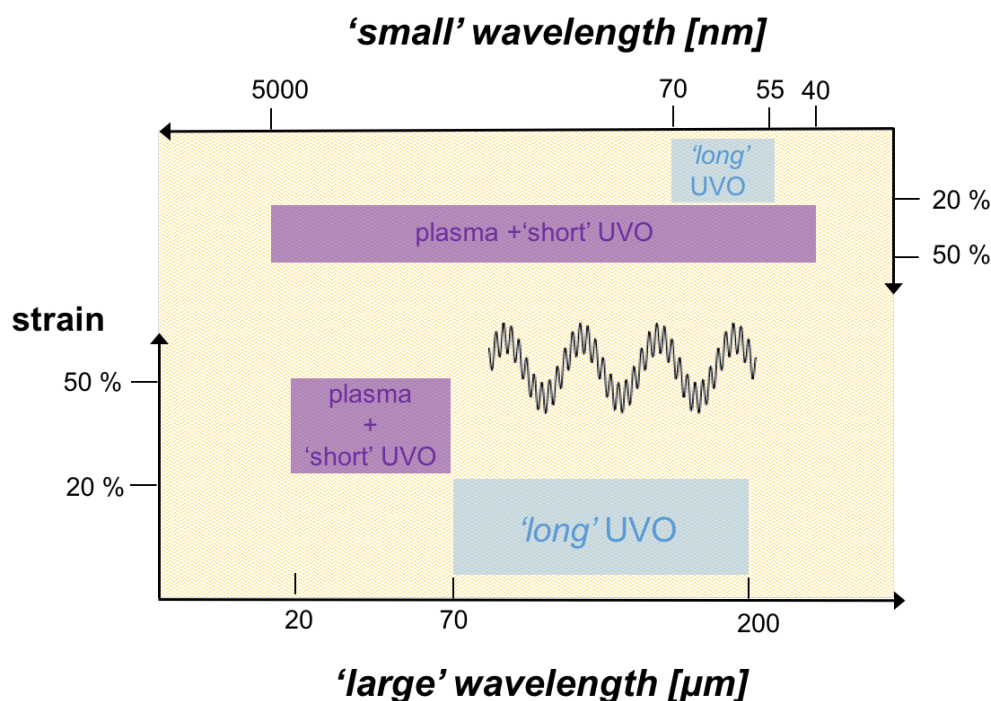 ‘small’ wavelength [nm]
5000
70
55
40
‘long’
UVO
20 %
plasma +‘short’ UVO
50 %
strain
50 %
plasma
+
‘short’ UVO
20 %
‘long’ UVO
20
70
200
‘large’ wavelength [µm]